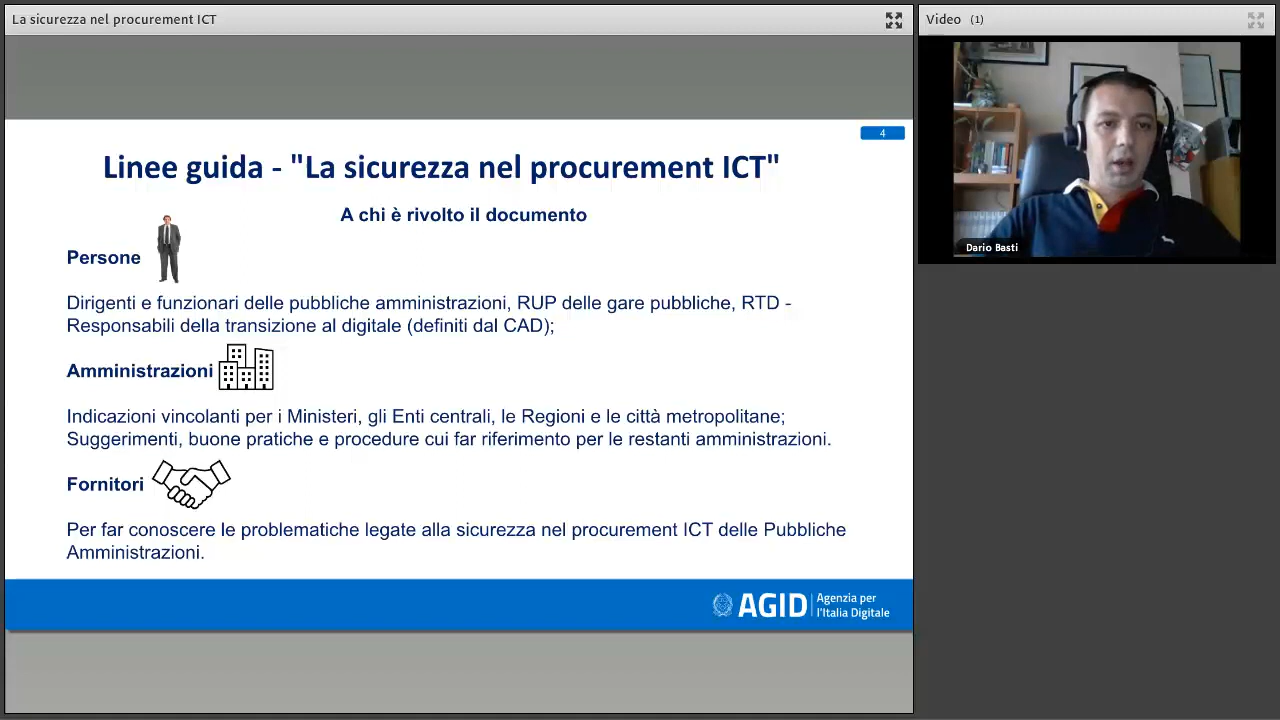 La sicurezza nel procurement ICT
Video (1)
4
Linee guida - "La sicurezza nel procurement ICT"
A chi è rivolto il documento
Persone
Dirigenti e funzionari delle pubbliche amministrazioni, RUP delle gare pubbliche, RTD -
Responsabili della transizione al digitale (definiti dal CAD);
Amministrazioni
Indicazioni vincolanti per i Ministeri, gli Enti centrali, le Regioni e le città metropolitane;
Suggerimenti, buone pratiche e procedure cui far riferimento per le restanti amministrazioni.
Fornitori
Per far conoscere le problematiche legate alla sicurezza nel procurement ICT delle Pubbliche
Amministrazioni.
AGID
Agenzia per
l'Italia Digitale
Dario Basti